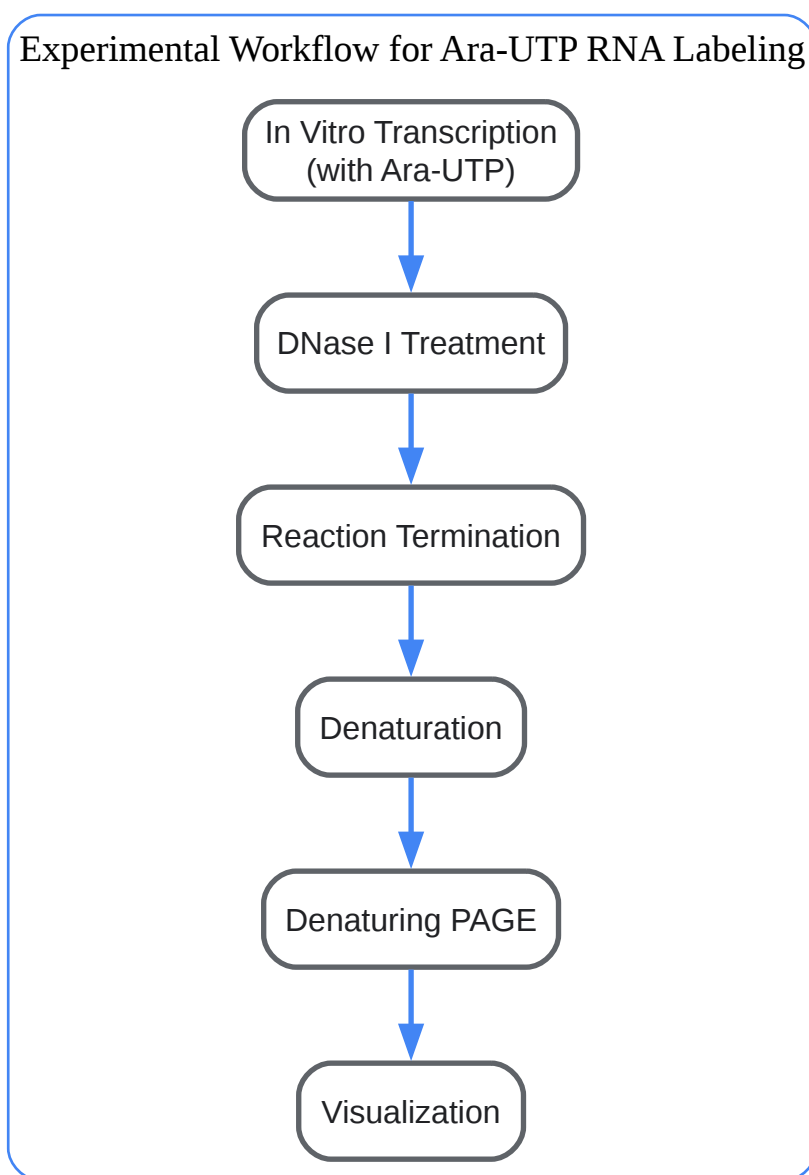 Experimental Workflow for Ara-UTP RNA Labeling
In Vitro Transcription
(with Ara-UTP)
DNase I Treatment
Reaction Termination
Denaturation
Denaturing PAGE
Visualization